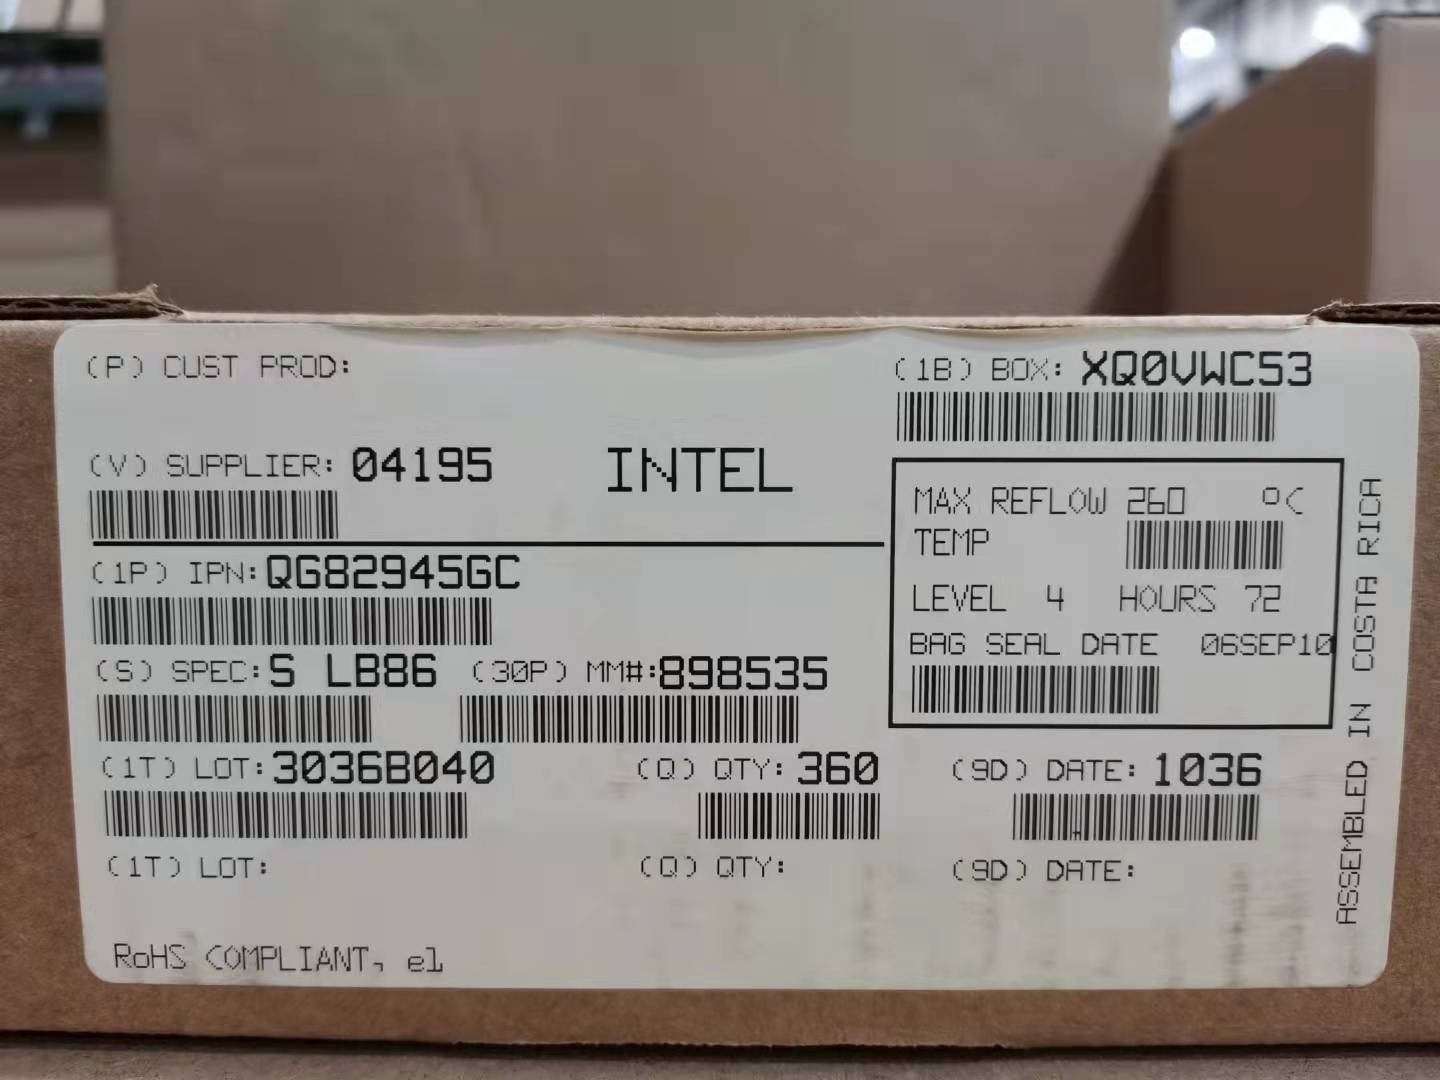 (P) CUST PROD:
(1B) BOX: XQ0VWC53
(V) SUPPLIER: 04195
INTEL
MAX REFLOW 260 ºC
TEMP
LEVEL 4 HOURS 72
BAG SEAL DATE 06SEP10
(1P) IPN: QG82945GC
(S) SPEC: S LB86 (30P) MM#: 898535
(1T) LOT: 3036B040 (Q) QTY: 360 (9D) DATE: 1036
(1T) LOT: (Q) QTY: (9D) DATE:
RoHS COMPLIANT, e1
ASSEMBLED IN COSTA RICA